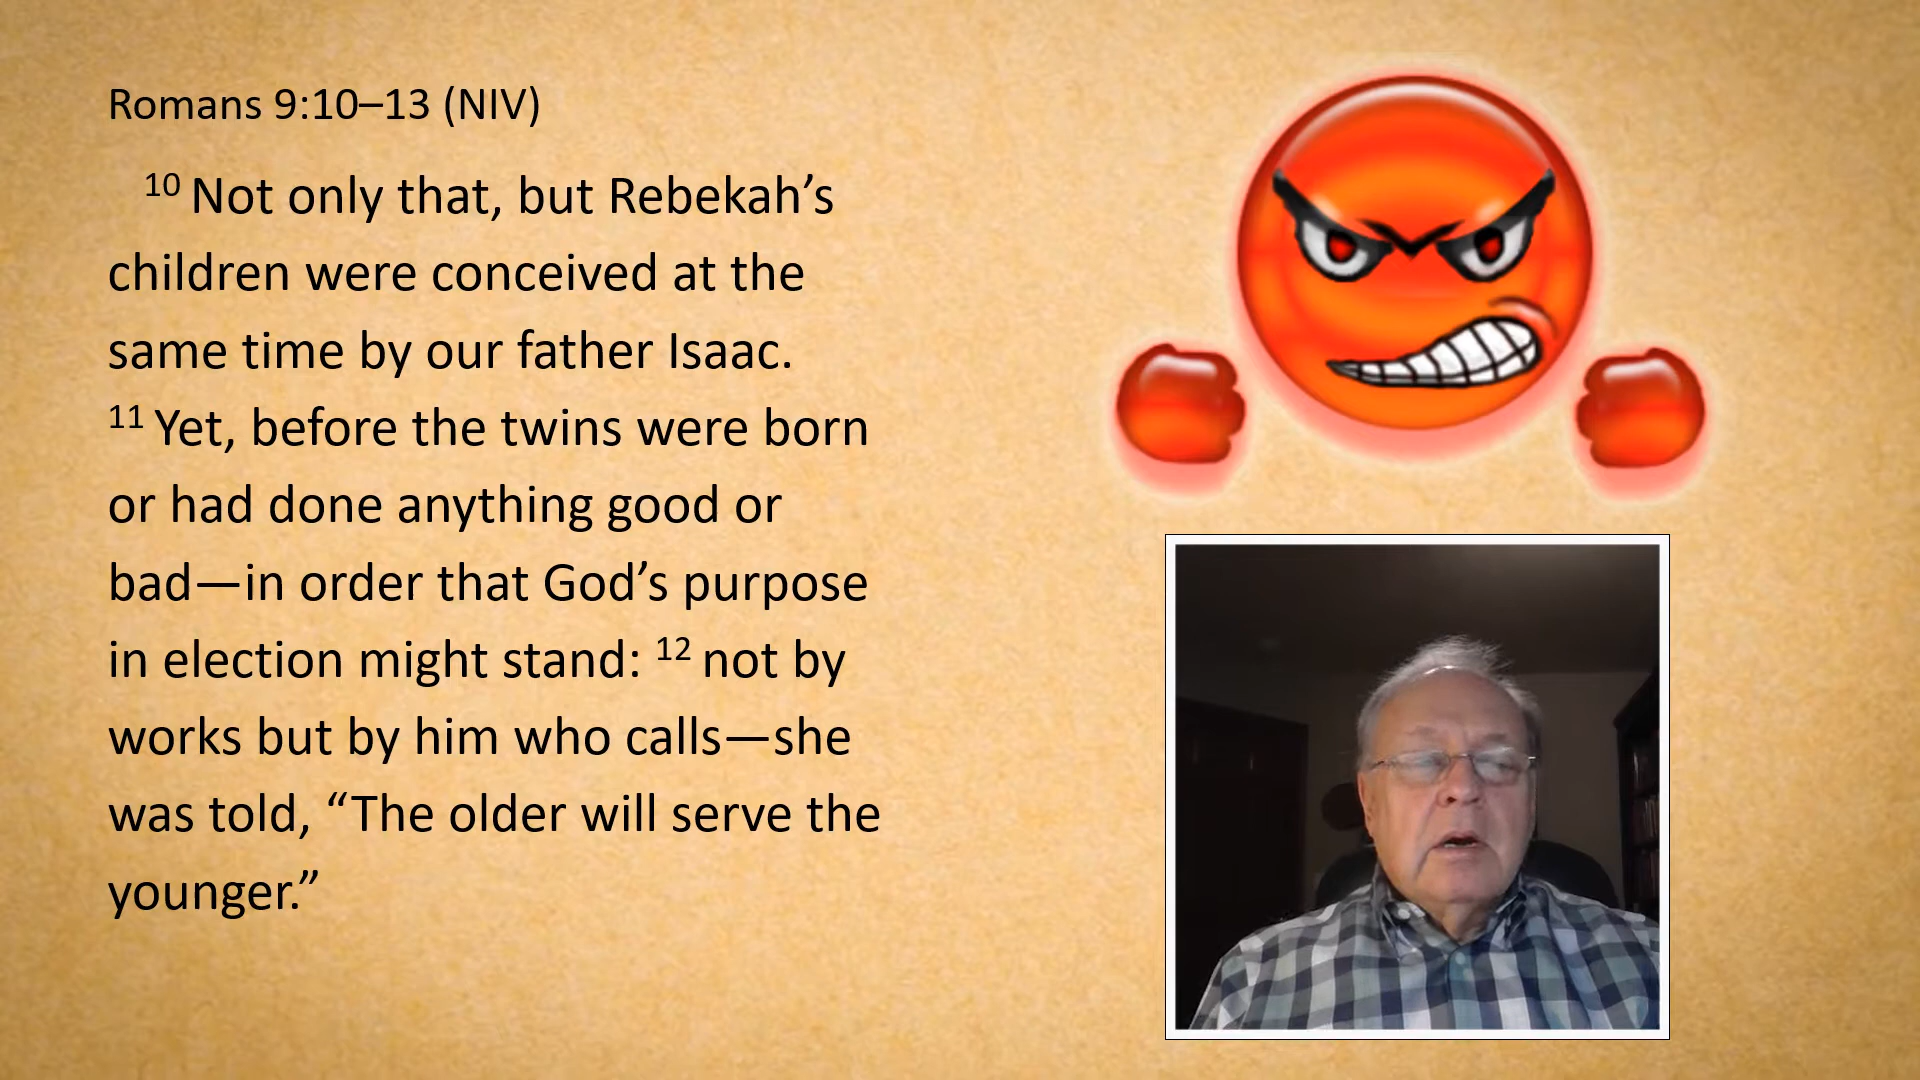 Romans 9:10–13 (NIV)
10 Not only that, but Rebekah’s
children were conceived at the
same time by our father Isaac.
11 Yet, before the twins were born
or had done anything good or
bad—in order that God’s purpose
in election might stand: 12 not by
works but by him who calls—she
was told, “The older will serve the
younger.”